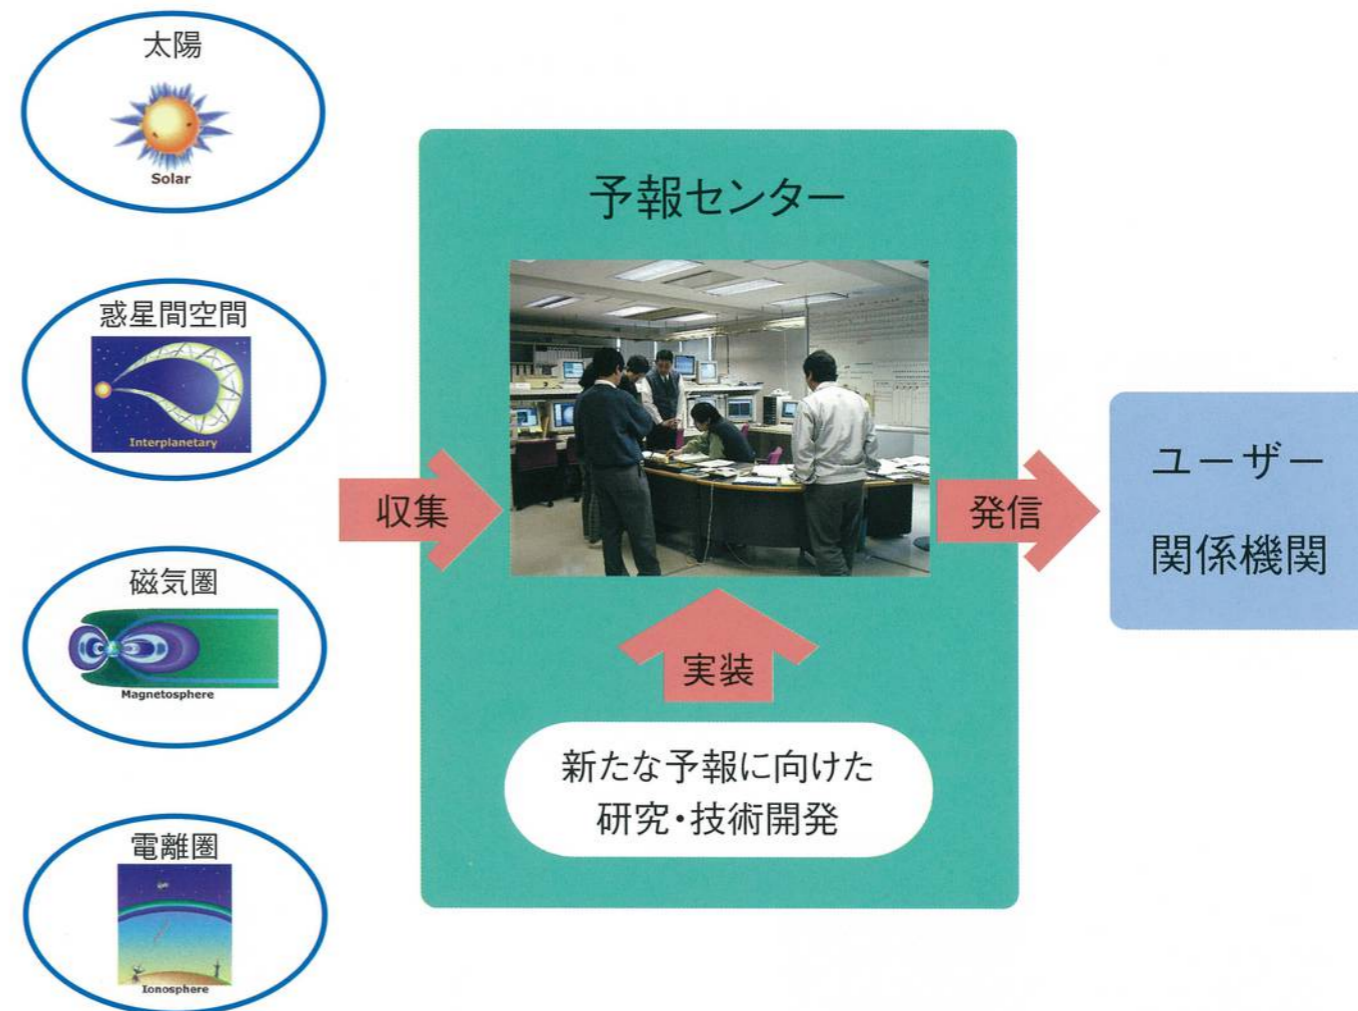 太陽
Solar
惑星間空間
Interplanetary
磁気圏
Magnetosphere
電離圏
Ionosphere
収集
予報センター
実装
新たな予報に向けた
研究・技術開発
発信
ユーザー
関係機関